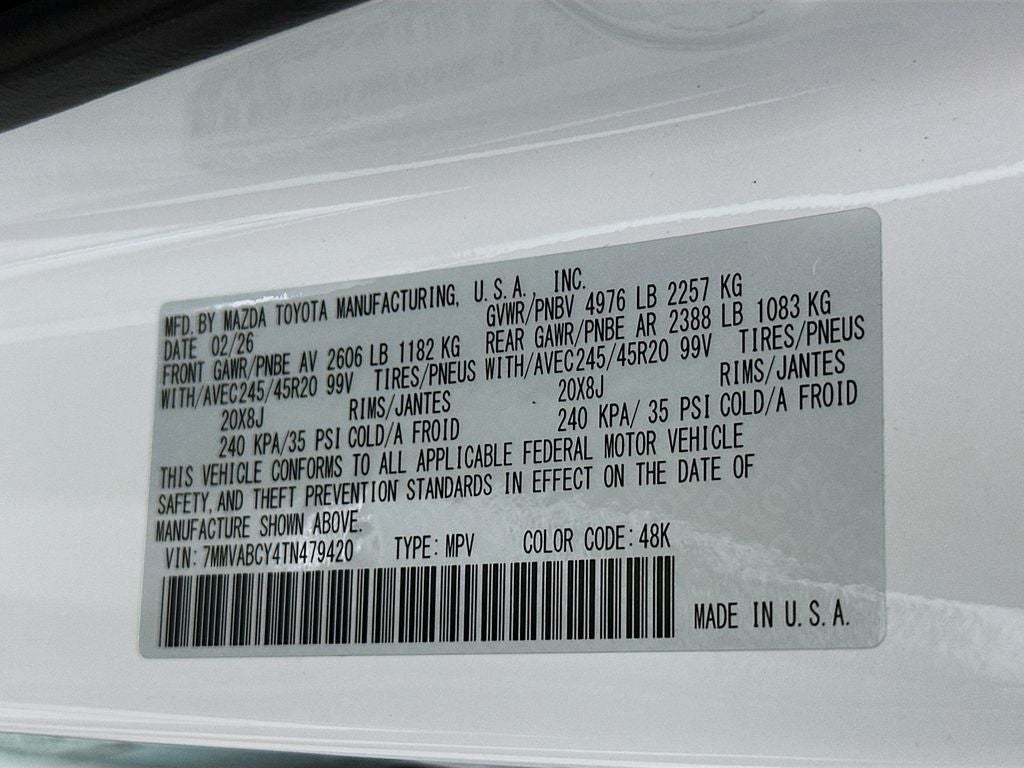 MFD. BY MAZDA TOYOTA MANUFACTURING, U.S.A., INC.
DATE 02/26 GVWR/PNBV 4976 LB 2257 KG
FRONT GAWR/PNBE AV 2606 LB 1182 KG REAR GAWR/PNBE AR 2388 LB 1083 KG
WITH/AVEC245/45R20 99V TIRES/PNEUS WITH/AVEC245/45R20 99V TIRES/PNEUS
20X8J RIMS/JANTES 20X8J RIMS/JANTES
240 KPA/35 PSI COLD/A FROID 240 KPA/ 35 PSI COLD/A FROID
THIS VEHICLE CONFORMS TO ALL APPLICABLE FEDERAL MOTOR VEHICLE
SAFETY, AND THEFT PREVENTION STANDARDS IN EFFECT ON THE DATE OF
MANUFACTURE SHOWN ABOVE.
VIN: 7MMVABCY4TN479420 TYPE: MPV COLOR CODE: 48K
MADE IN U.S.A.